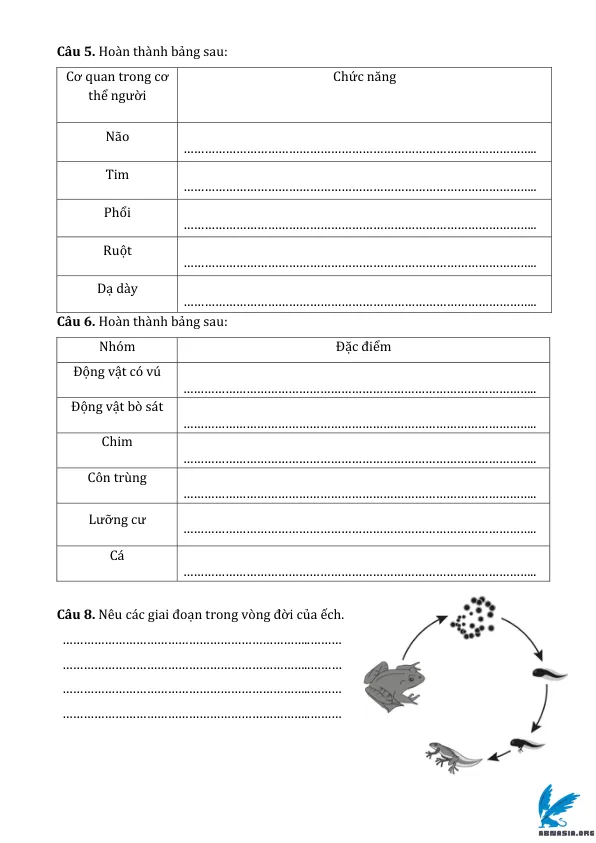 Câu 5. Hoàn thành bảng sau:
Cơ quan trong cơ thể người
Chức năng
Não
……………………………………………………………………………………..
Tim
……………………………………………………………………………………..
Phổi
……………………………………………………………………………………..
Ruột
……………………………………………………………………………………..
Dạ dày
……………………………………………………………………………………..
Câu 6. Hoàn thành bảng sau:
Nhóm
Đặc điểm
Động vật có vú
……………………………………………………………………………………..
Động vật bò sát
……………………………………………………………………………………..
Chim
……………………………………………………………………………………..
Côn trùng
……………………………………………………………………………………..
Lưỡng cư
……………………………………………………………………………………..
Cá
……………………………………………………………………………………..
Câu 8. Nêu các giai đoạn trong vòng đời của ếch.
…………………………………………………………..……….
…………………………………………………………..……….
…………………………………………………………..……….
…………………………………………………………..……….
ABMASIA.ORG